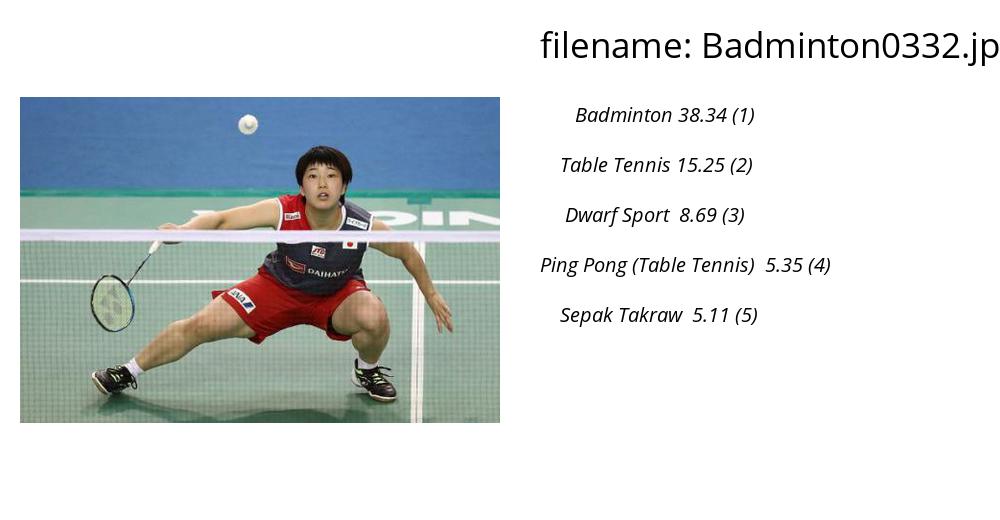 filename: Badminton0332.jp
Badminton 38.34 (1)
Table Tennis 15.25 (2)
Dwarf Sport 8.69 (3)
Ping Pong (Table Tennis) 5.35 (4)
Sepak Takraw 5.11 (5)
DAIHATSU